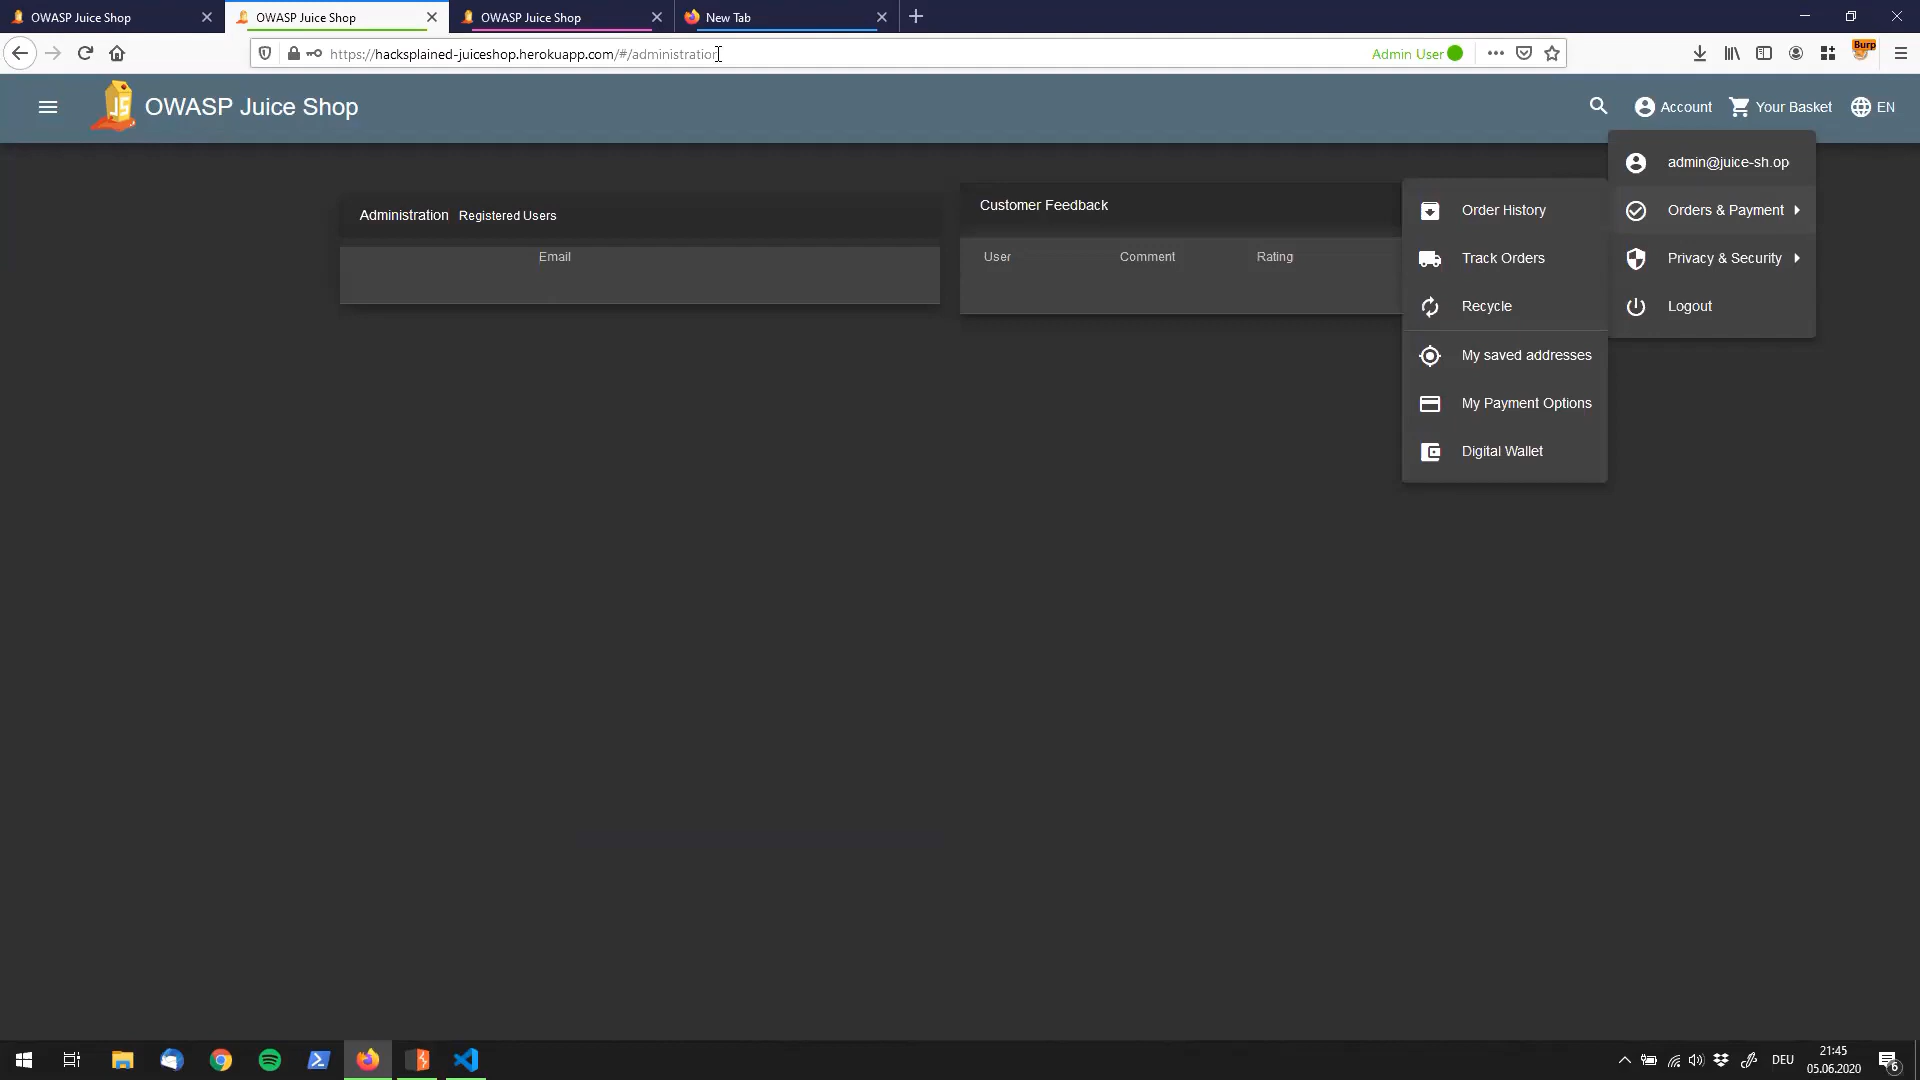 OWASP Juice Shop
OWASP Juice Shop
OWASP Juice Shop
New Tab
https://hacksplained-juiceshop.herokuapp.com/#/administration
Admin User
Burp
JS
OWASP Juice Shop
Account
Your Basket
EN
admin@juice-sh.op
Orders & Payment
Privacy & Security
Logout
Order History
Track Orders
Recycle
My saved addresses
My Payment Options
Digital Wallet
Administration Registered Users
Email
Customer Feedback
User Comment Rating
DEU
21:45
05.06.2020
6